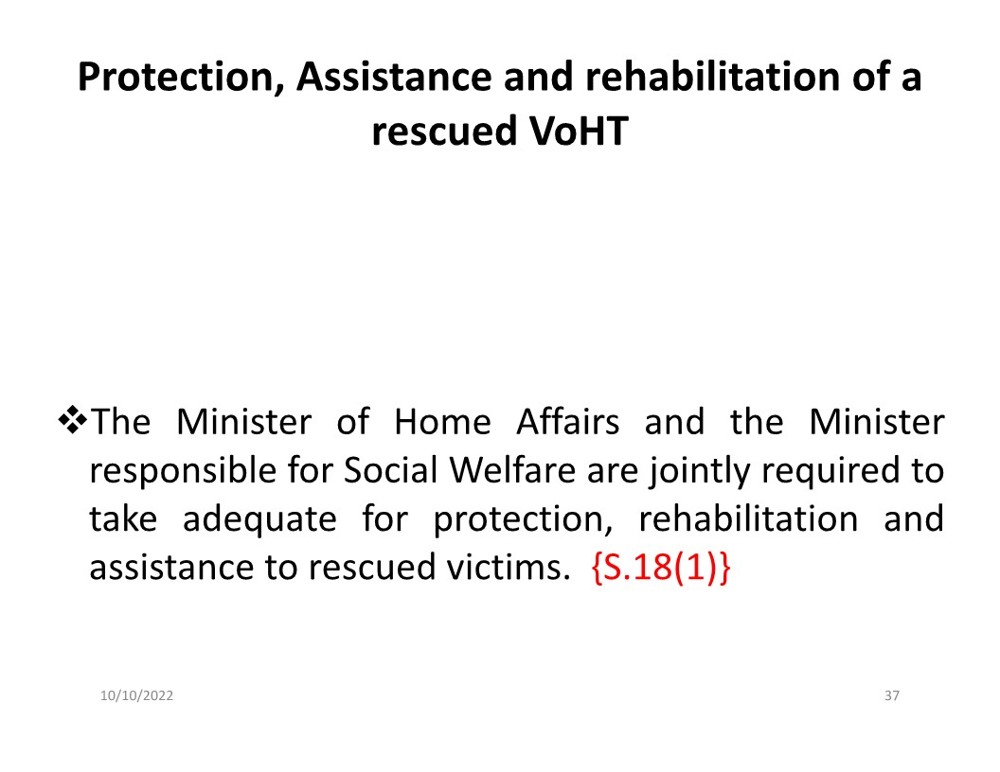 Protection, Assistance and rehabilitation of a
rescued VoHT
❖The Minister of Home Affairs and the Minister
responsible for Social Welfare are jointly required to
take adequate for protection, rehabilitation and
assistance to rescued victims. {S.18(1)}
10/10/2022
37